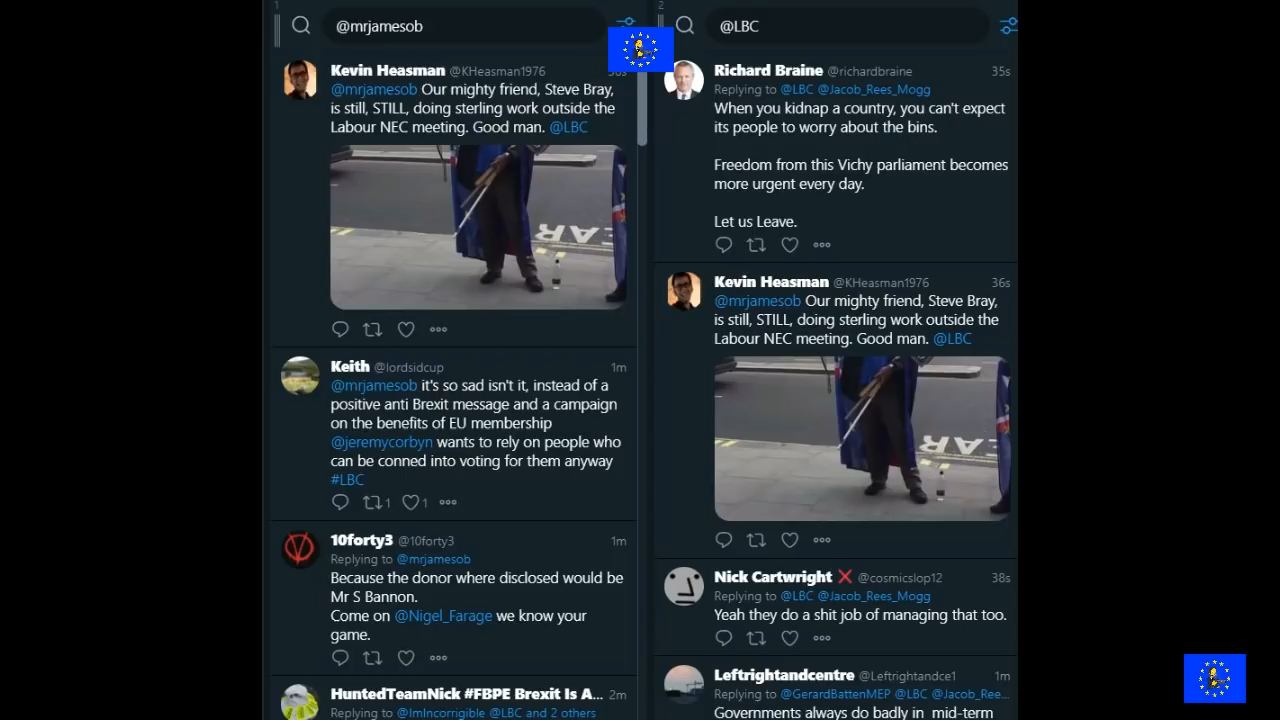 1
@mrjamesob
Kevin Heasman @KHeasman1976
@mrjamesob Our mighty friend, Steve Bray,
is still, STILL, doing sterling work outside the
Labour NEC meeting. Good man. @LBC
EAR
Keith @lordsidcup 1m
@mrjamesob it's so sad isn't it, instead of a
positive anti Brexit message and a campaign
on the benefits of EU membership
@jeremycorbyn wants to rely on people who
can be conned into voting for them anyway
#LBC
1 1
10forty3 @10forty3 1m
Replying to @mrjamesob
Because the donor where disclosed would be
Mr S Bannon.
Come on @Nigel_Farage we know your
game.
HuntedTeamNick #FBPE Brexit Is A... 2m
Replying to @ImIncorrigible @LBC and 2 others
2
@LBC
Richard Braine @richardbraine 35s
Replying to @LBC @Jacob_Rees_Mogg
When you kidnap a country, you can't expect
its people to worry about the bins.
Freedom from this Vichy parliament becomes
more urgent every day.
Let us Leave.
Kevin Heasman @KHeasman1976 36s
@mrjamesob Our mighty friend, Steve Bray,
is still, STILL, doing sterling work outside the
Labour NEC meeting. Good man. @LBC
EAR
Nick Cartwright ❌ @cosmicslop12 38s
Replying to @LBC @Jacob_Rees_Mogg
Yeah they do a shit job of managing that too.
Leftrightandcentre @Leftrightandce1 1m
Replying to @GerardBattenMEP @LBC @Jacob_Ree...
Governments always do badly in mid-term